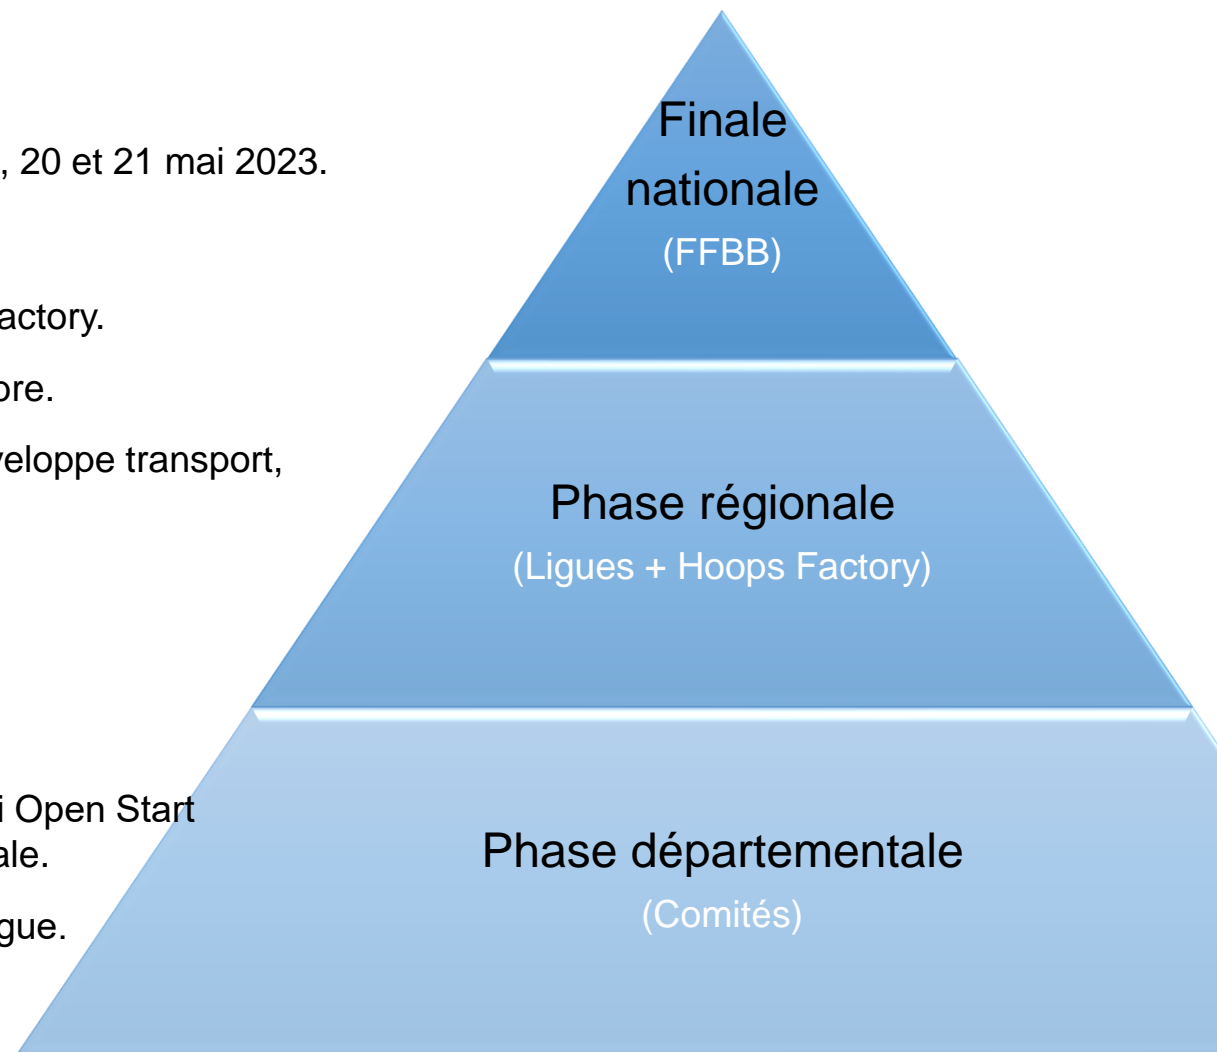 Finale
nationale
(FFBB)
, 20 et 21 mai 2023.
actory.
bre.
veloppe transport,
Phase régionale
(Ligues + Hoops Factory)
i Open Start
ale.
gue.
Phase départementale
(Comités)